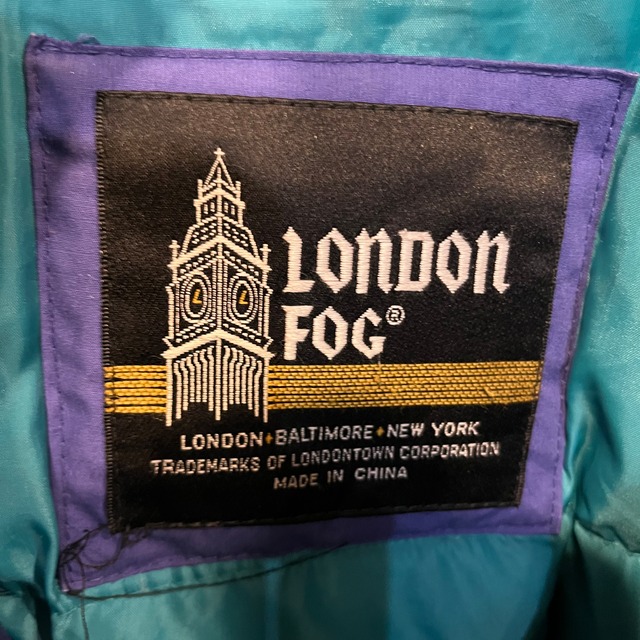 LONDON
FOG®
LONDON♦BALTIMORE♦NEW YORK
TRADEMARKS OF LONDONTOWN CORPORATION
MADE IN CHINA